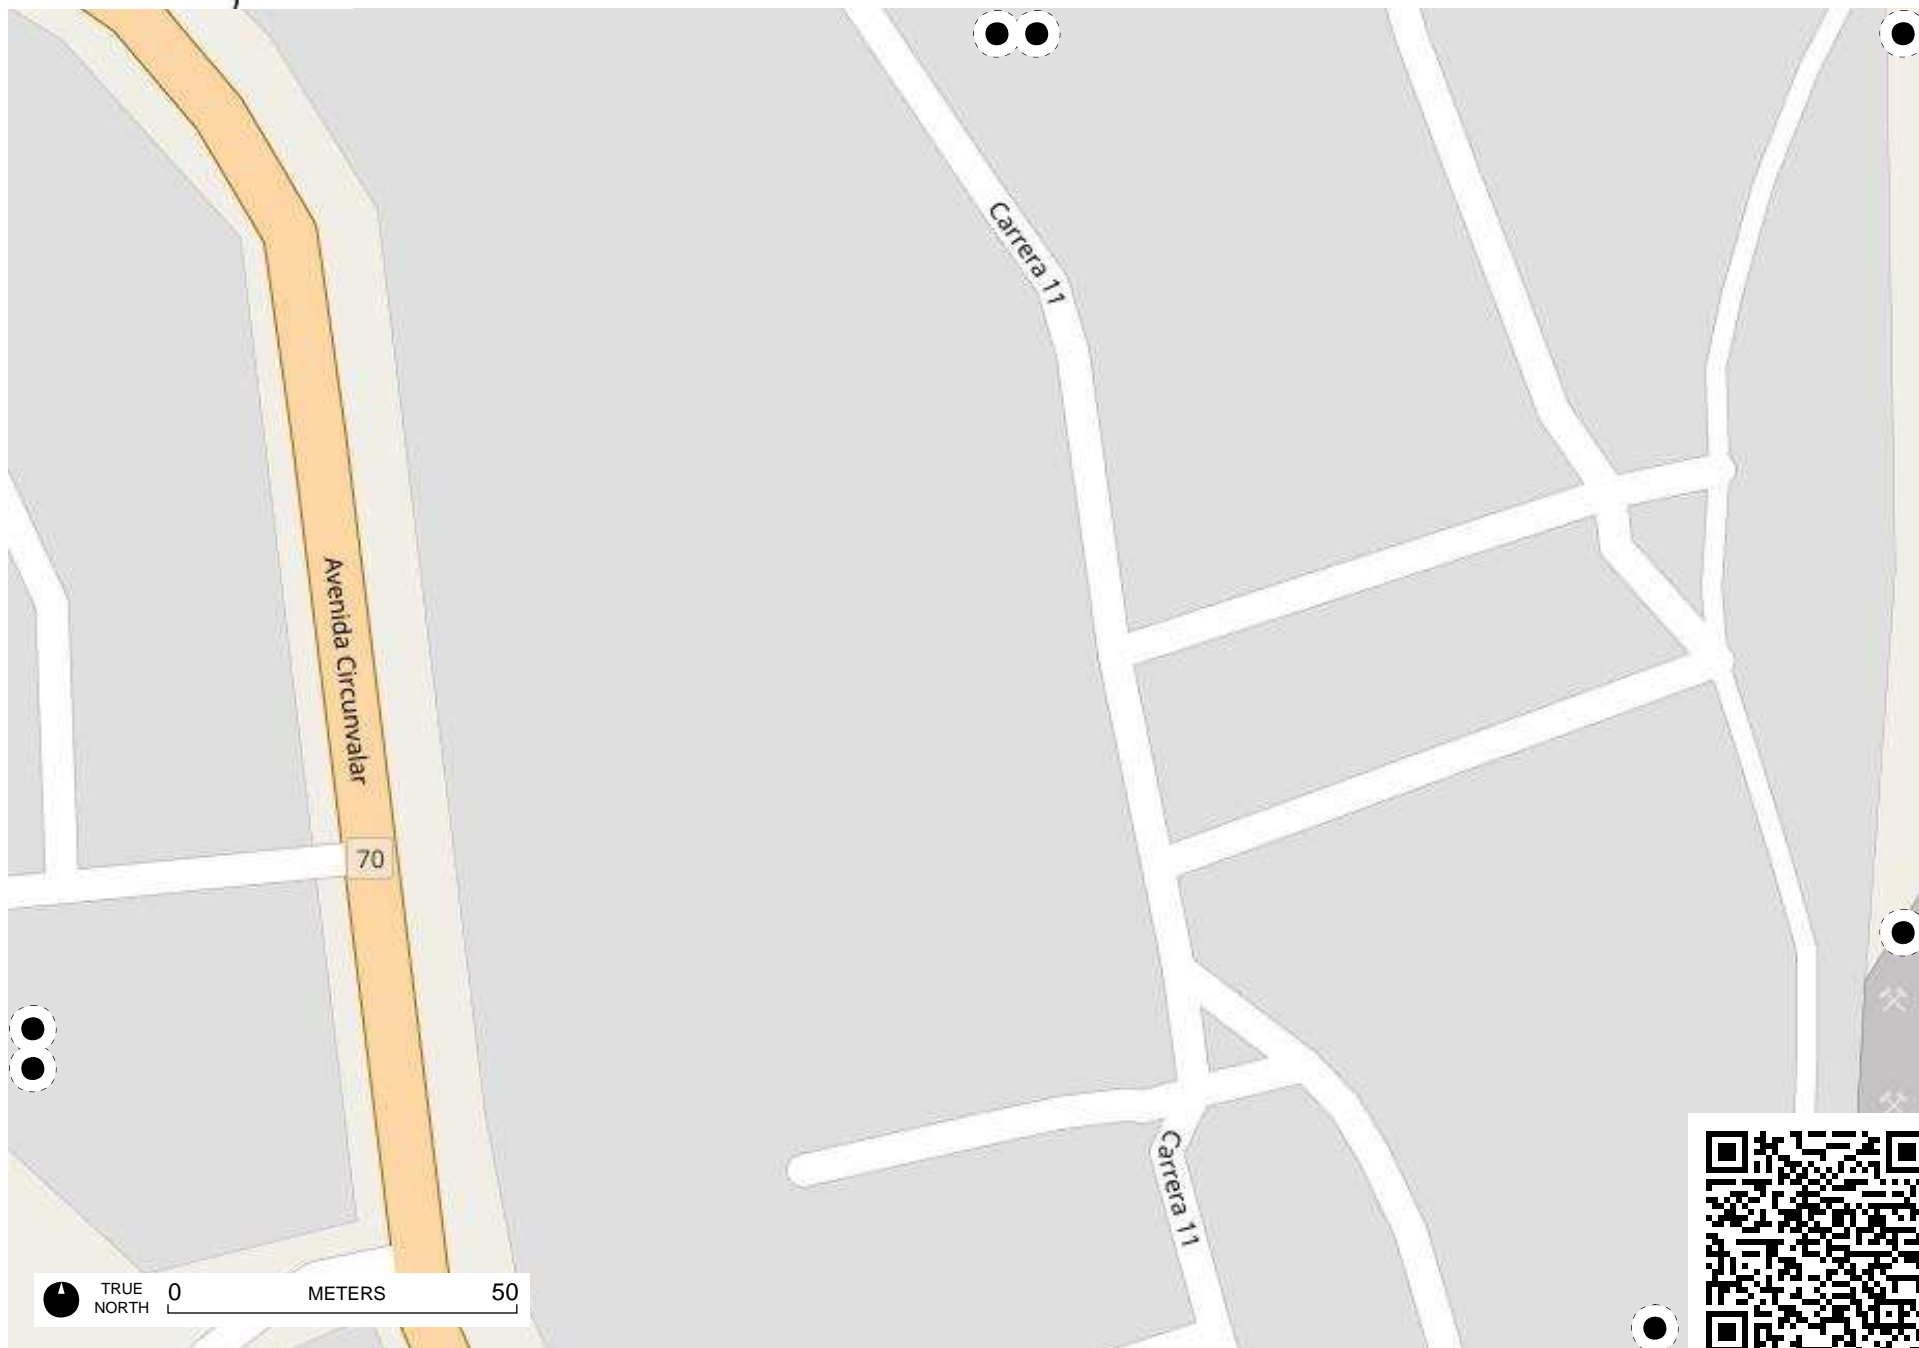 Carrera 11
Avenida Circunvalar
70
Carrera 11
TRUE NORTH
0 METERS 50